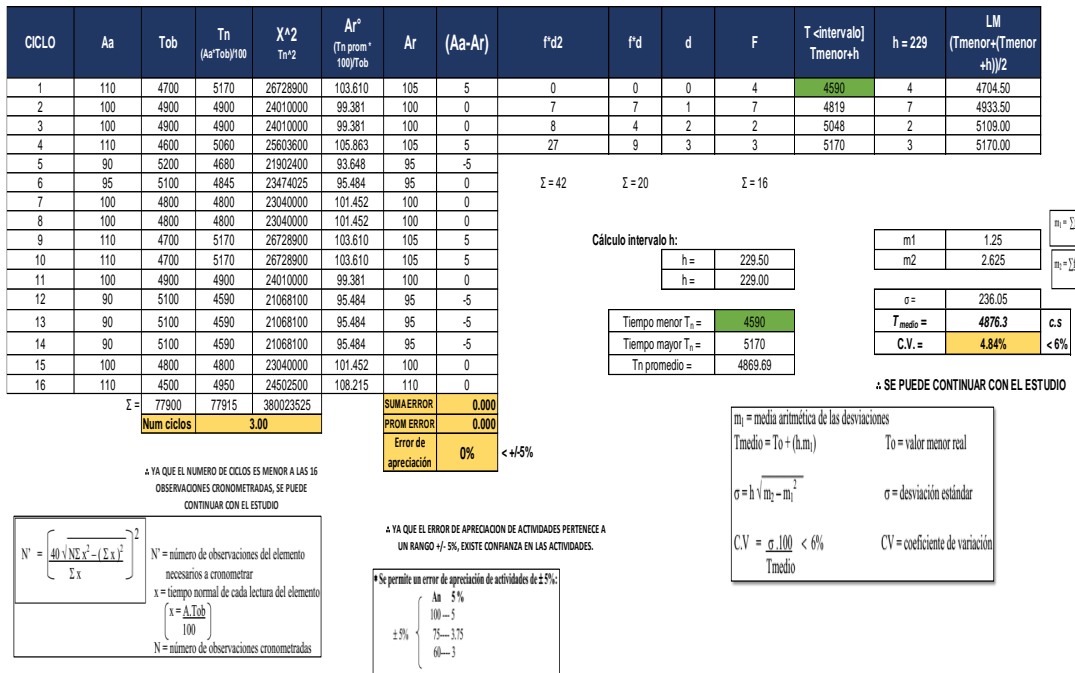 CICLO Aa Tob Tn (Aa*Tob)/100 X^2 Tn^2 Ar° (Tn prom * 100)/Tob Ar (Aa-Ar) f*d2 f*d d F T <intervalo] Tmenor+h h = 229 LM (Tmenor+(Tmenor +h))/2
1 110 4700 5170 26728900 103.610 105 5 0 0 0 4 4590 4 4704.50
2 100 4900 4900 24010000 99.381 100 0 7 7 1 7 4819 7 4933.50
3 100 4900 4900 24010000 99.381 100 0 8 4 2 2 5048 2 5109.00
4 110 4600 5060 25603600 105.863 105 5 27 9 3 3 5170 3 5170.00
5 90 5200 4680 21902400 93.648 95 -5
6 95 5100 4845 23474025 95.484 95 0 Σ = 42 Σ = 20 Σ = 16
7 100 4800 4800 23040000 101.452 100 0
8 100 4800 4800 23040000 101.452 100 0
9 110 4700 5170 26728900 103.610 105 5 Cálculo intervalo h: m1 1.25 m₁ = Σ
10 110 4700 5170 26728900 103.610 105 5 h = 229.50 m2 2.625 m₂ = Σ
11 100 4900 4900 24010000 99.381 100 0 h = 229.00
12 90 5100 4590 21068100 95.484 95 -5 σ = 236.05
13 90 5100 4590 21068100 95.484 95 -5 Tiempo menor Tₙ = 4590 T medio = 4876.3 c.s
14 90 5100 4590 21068100 95.484 95 -5 Tiempo mayor Tₙ = 5170 C.V. = 4.84% < 6%
15 100 4800 4800 23040000 101.452 100 0 Tn promedio = 4869.69
16 110 4500 4950 24502500 108.215 110 0 ∴ SE PUEDE CONTINUAR CON EL ESTUDIO
Σ = 77900 77915 380023525 SUMA ERROR 0.000
Num ciclos 3.00 PROM ERROR 0.000
Error de apreciación 0% < +/-5%
∴ YA QUE EL NUMERO DE CICLOS ES MENOR A LAS 16
OBSERVACIONES CRONOMETRADAS, SE PUEDE
CONTINUAR CON EL ESTUDIO
N' = (40 √NΣ x² – (Σ x)² / Σ x)²
N' = número de observaciones del elemento
necesarios a cronometrar
x = tiempo normal de cada lectura del elemento
(x = A.Tob / 100)
N = número de observaciones cronometradas
∴ YA QUE EL ERROR DE APRECIACION DE ACTIVIDADES PERTENECE A
UN RANGO +/- 5%, EXISTE CONFIANZA EN LAS ACTIVIDADES.
* Se permite un error de apreciación de actividades de ± 5%:
An 5 %
100 --- 5
± 5% 75---- 3.75
60---- 3
m₁ = media aritmética de las desviaciones
Tmedio = To + (h.m₁) To = valor menor real
σ = h √m₂ – m₁² σ = desviación estándar
C.V = σ .100 / Tmedio < 6% CV = coeficiente de variación